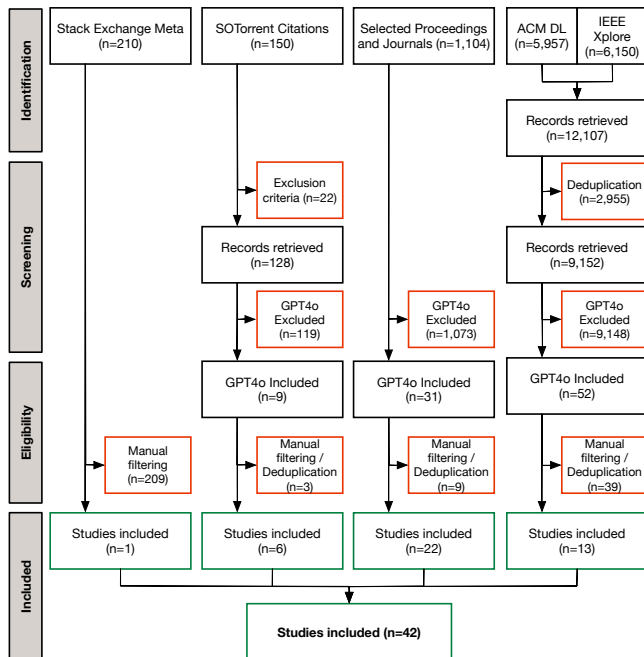 Identification
Stack Exchange Meta
(n=210)
SOTorrent Citations
(n=150)
Selected Proceedings
and Journals (n=1,104)
ACM DL
(n=5,957)
IEEE
Xplore
(n=6,150)
Records retrieved
(n=12,107)
Screening
Exclusion
criteria (n=22)
Deduplication
(n=2,955)
Records retrieved
(n=128)
Records retrieved
(n=9,152)
GPT4o
Excluded
(n=119)
GPT4o
Excluded
(n=1,073)
GPT4o
Excluded
(n=9,148)
Eligibility
GPT4o Included
(n=9)
GPT4o Included
(n=31)
GPT4o Included
(n=52)
Manual
filtering
(n=209)
Manual
filtering /
Deduplication
(n=3)
Manual
filtering /
Deduplication
(n=9)
Manual
filtering /
Deduplication
(n=39)
Included
Studies included
(n=1)
Studies included
(n=6)
Studies included
(n=22)
Studies included
(n=13)
Studies included (n=42)